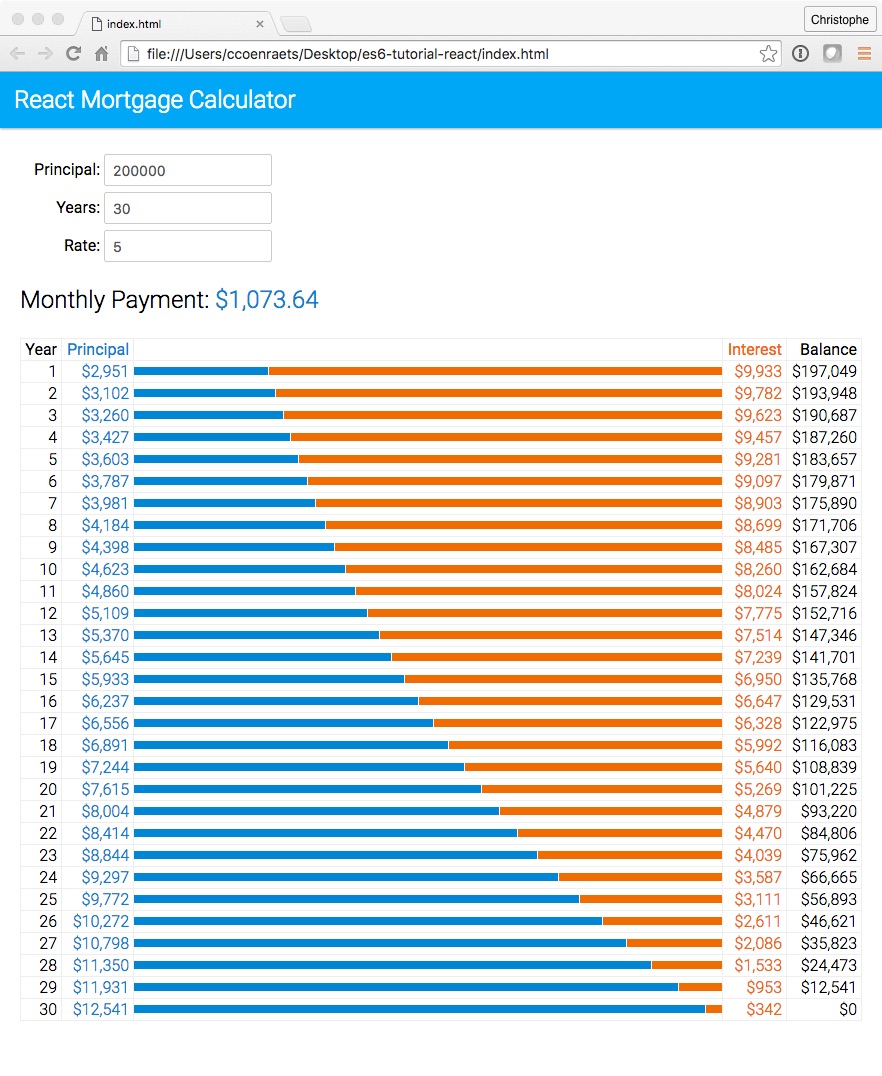 index.html
Christophe
file:///Users/ccoenraets/Desktop/es6-tutorial-react/index.html
React Mortgage Calculator
Principal: 200000
Years: 30
Rate: 5
Monthly Payment: $1,073.64
Year Principal Interest Balance
1 $2,951 $9,933 $197,049
2 $3,102 $9,782 $193,948
3 $3,260 $9,623 $190,687
4 $3,427 $9,457 $187,260
5 $3,603 $9,281 $183,657
6 $3,787 $9,097 $179,871
7 $3,981 $8,903 $175,890
8 $4,184 $8,699 $171,706
9 $4,398 $8,485 $167,307
10 $4,623 $8,260 $162,684
11 $4,860 $8,024 $157,824
12 $5,109 $7,775 $152,716
13 $5,370 $7,514 $147,346
14 $5,645 $7,239 $141,701
15 $5,933 $6,950 $135,768
16 $6,237 $6,647 $129,531
17 $6,556 $6,328 $122,975
18 $6,891 $5,992 $116,083
19 $7,244 $5,640 $108,839
20 $7,615 $5,269 $101,225
21 $8,004 $4,879 $93,220
22 $8,414 $4,470 $84,806
23 $8,844 $4,039 $75,962
24 $9,297 $3,587 $66,665
25 $9,772 $3,111 $56,893
26 $10,272 $2,611 $46,621
27 $10,798 $2,086 $35,823
28 $11,350 $1,533 $24,473
29 $11,931 $953 $12,541
30 $12,541 $342 $0